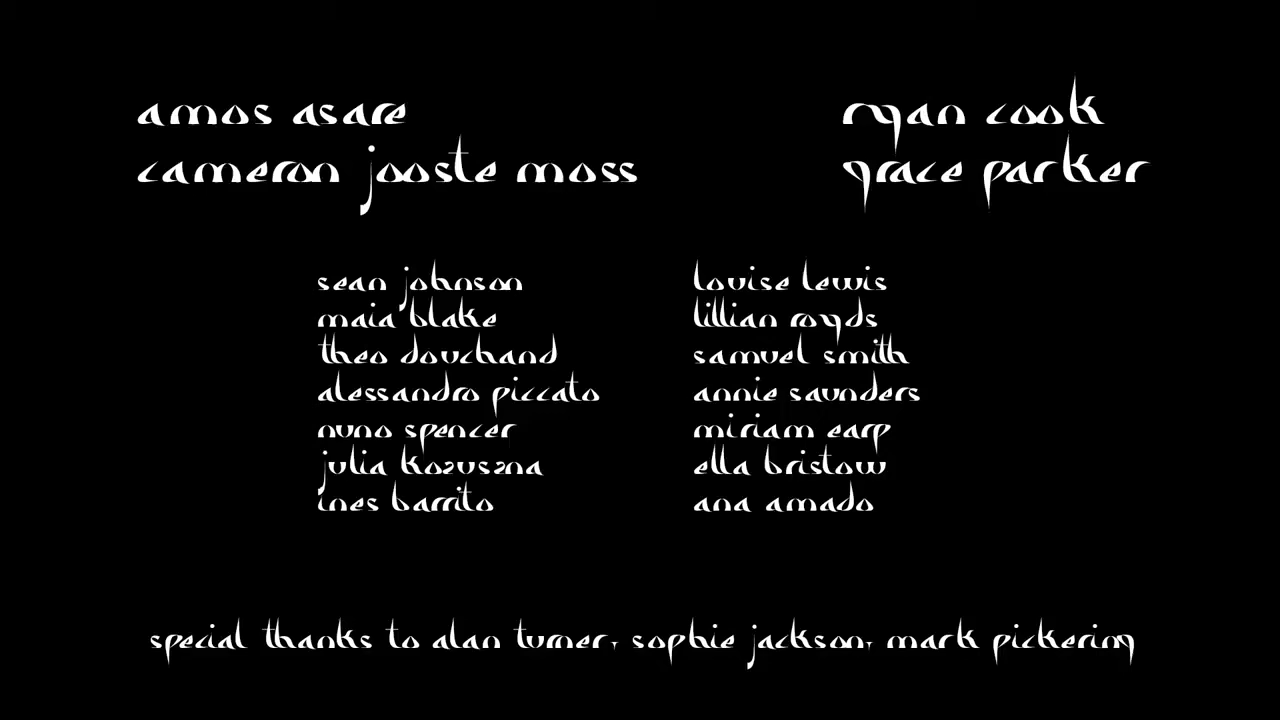 amos asare
cameron jooste moss
ryan cook
grace parker
sean johnson
maia blake
theo douchand
alessandro piccato
nuno spencer
julia kozuszna
ines barrito
louise lewis
lillian royds
samuel smith
annie saunders
miriam earp
ella bristow
ana amado
special thanks to alan turner, sophie jackson, mark pickering